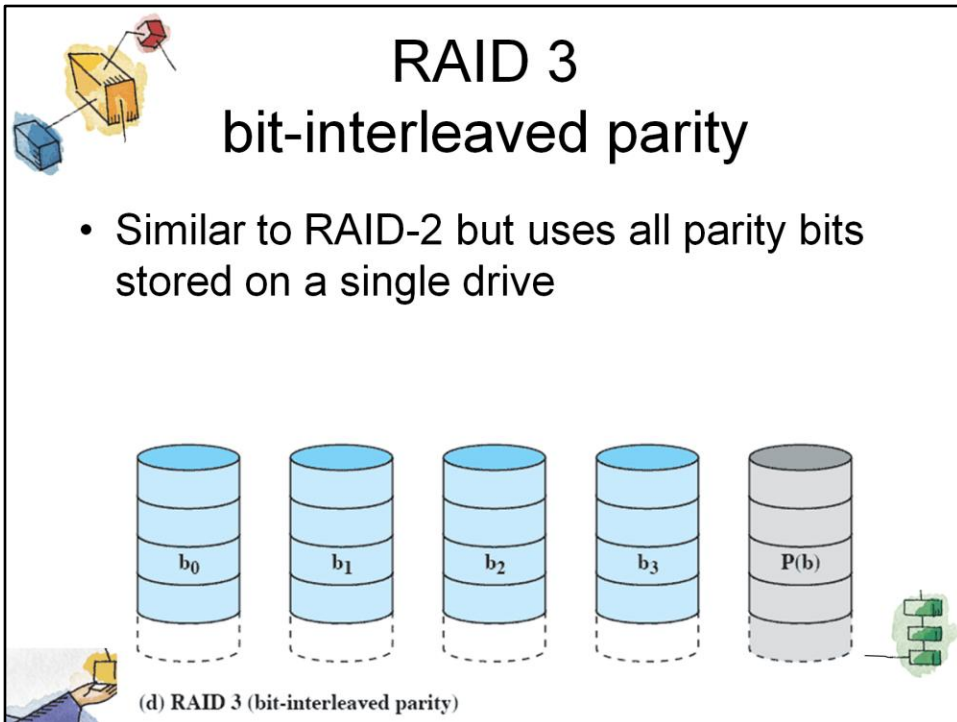 RAID 3
bit-interleaved parity
• Similar to RAID-2 but uses all parity bits
stored on a single drive
b0 b1 b2 b3 P(b)
(d) RAID 3 (bit-interleaved parity)